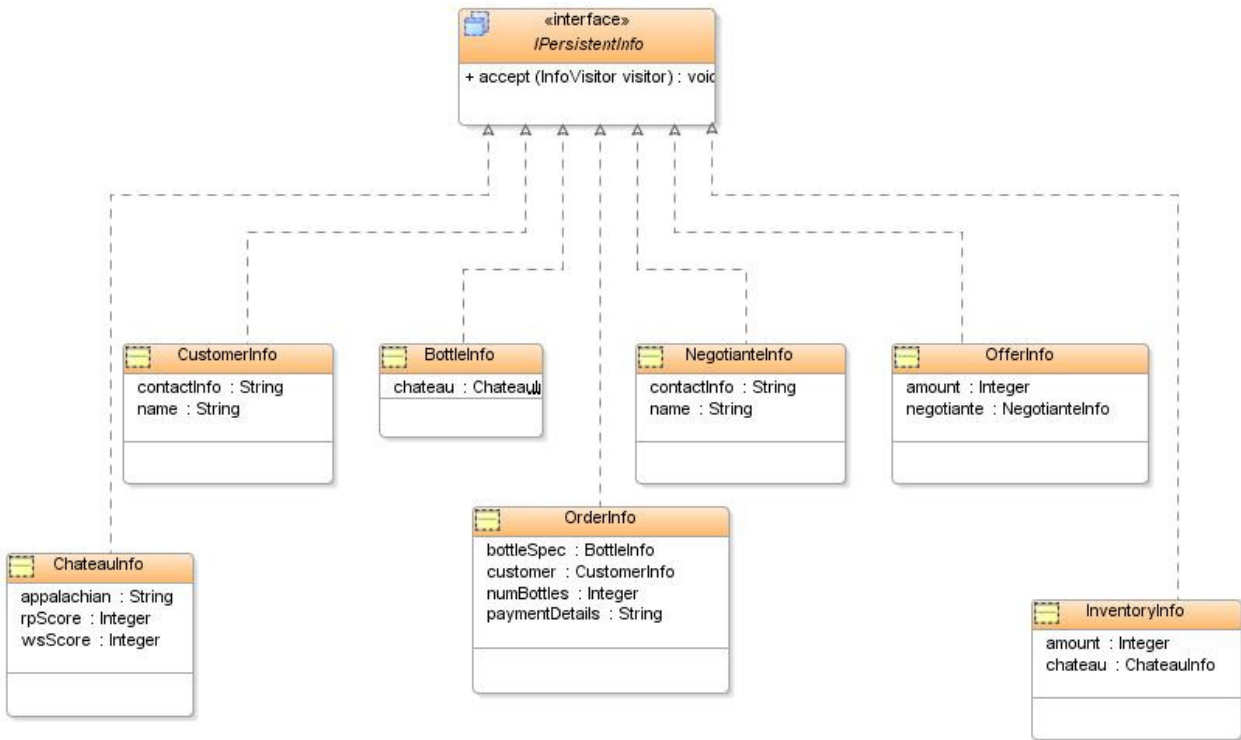 «interface»
IPersistentInfo
+ accept (InfoVisitor visitor) : void
CustomerInfo
contactInfo : String
name : String
BottleInfo
chateau : Chateau
NegotianteInfo
contactInfo : String
name : String
OfferInfo
amount : Integer
negotiante : NegotianteInfo
OrderInfo
bottleSpec : BottleInfo
customer : CustomerInfo
numBottles : Integer
paymentDetails : String
ChateauInfo
appalachian : String
rpScore : Integer
wsScore : Integer
InventoryInfo
amount : Integer
chateau : ChateauInfo